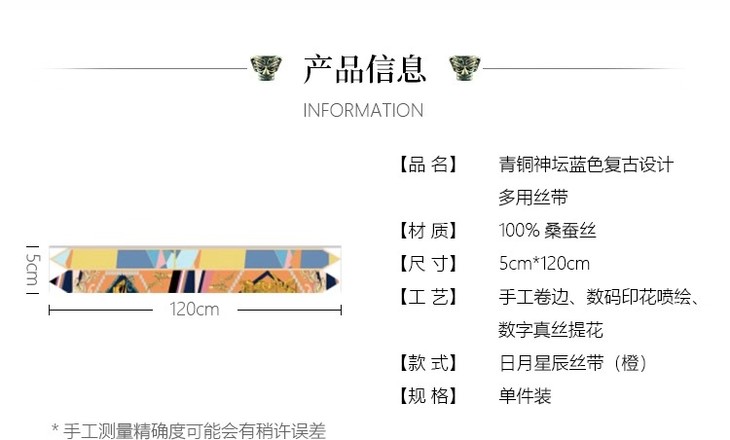 产品信息
INFORMATION
【品 名】 青铜神坛蓝色复古设计
多用丝带
【材 质】 100% 桑蚕丝
【尺 寸】 5cm*120cm
【工 艺】 手工卷边、数码印花喷绘、
数字真丝提花
【款 式】 日月星辰丝带（橙）
【规 格】 单件装
5cm
120cm
* 手工测量精确度可能会有稍许误差